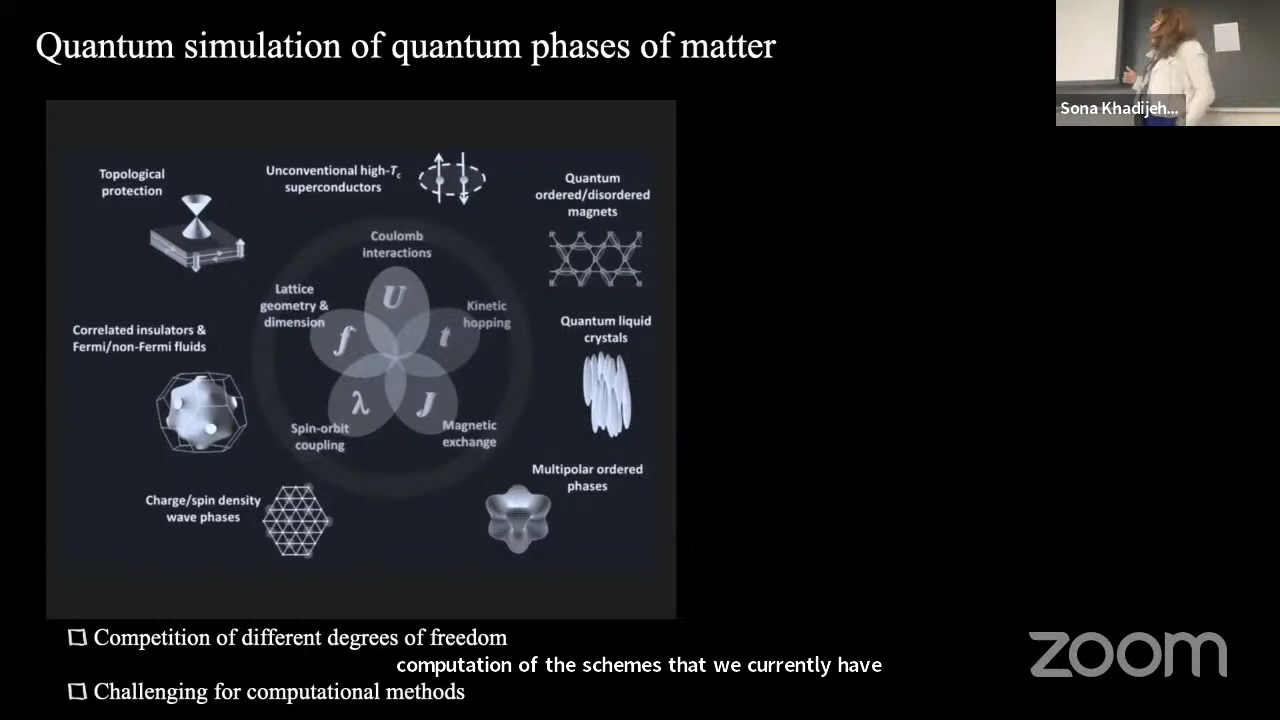 Quantum simulation of quantum phases of matter
Sona Khadijeh...
Topological
protection
Unconventional high-Tc
superconductors
Quantum
ordered/disordered
magnets
Coulomb
interactions
U
Lattice
geometry &
dimension
f
Kinetic
hopping
t
Quantum liquid
crystals
Correlated insulators &
Fermi/non-Fermi fluids
λ
J
Spin-orbit
coupling
Magnetic
exchange
Multipolar ordered
phases
Charge/spin density
wave phases
Competition of different degrees of freedom
computation of the schemes that we currently have
Challenging for computational methods
zoom